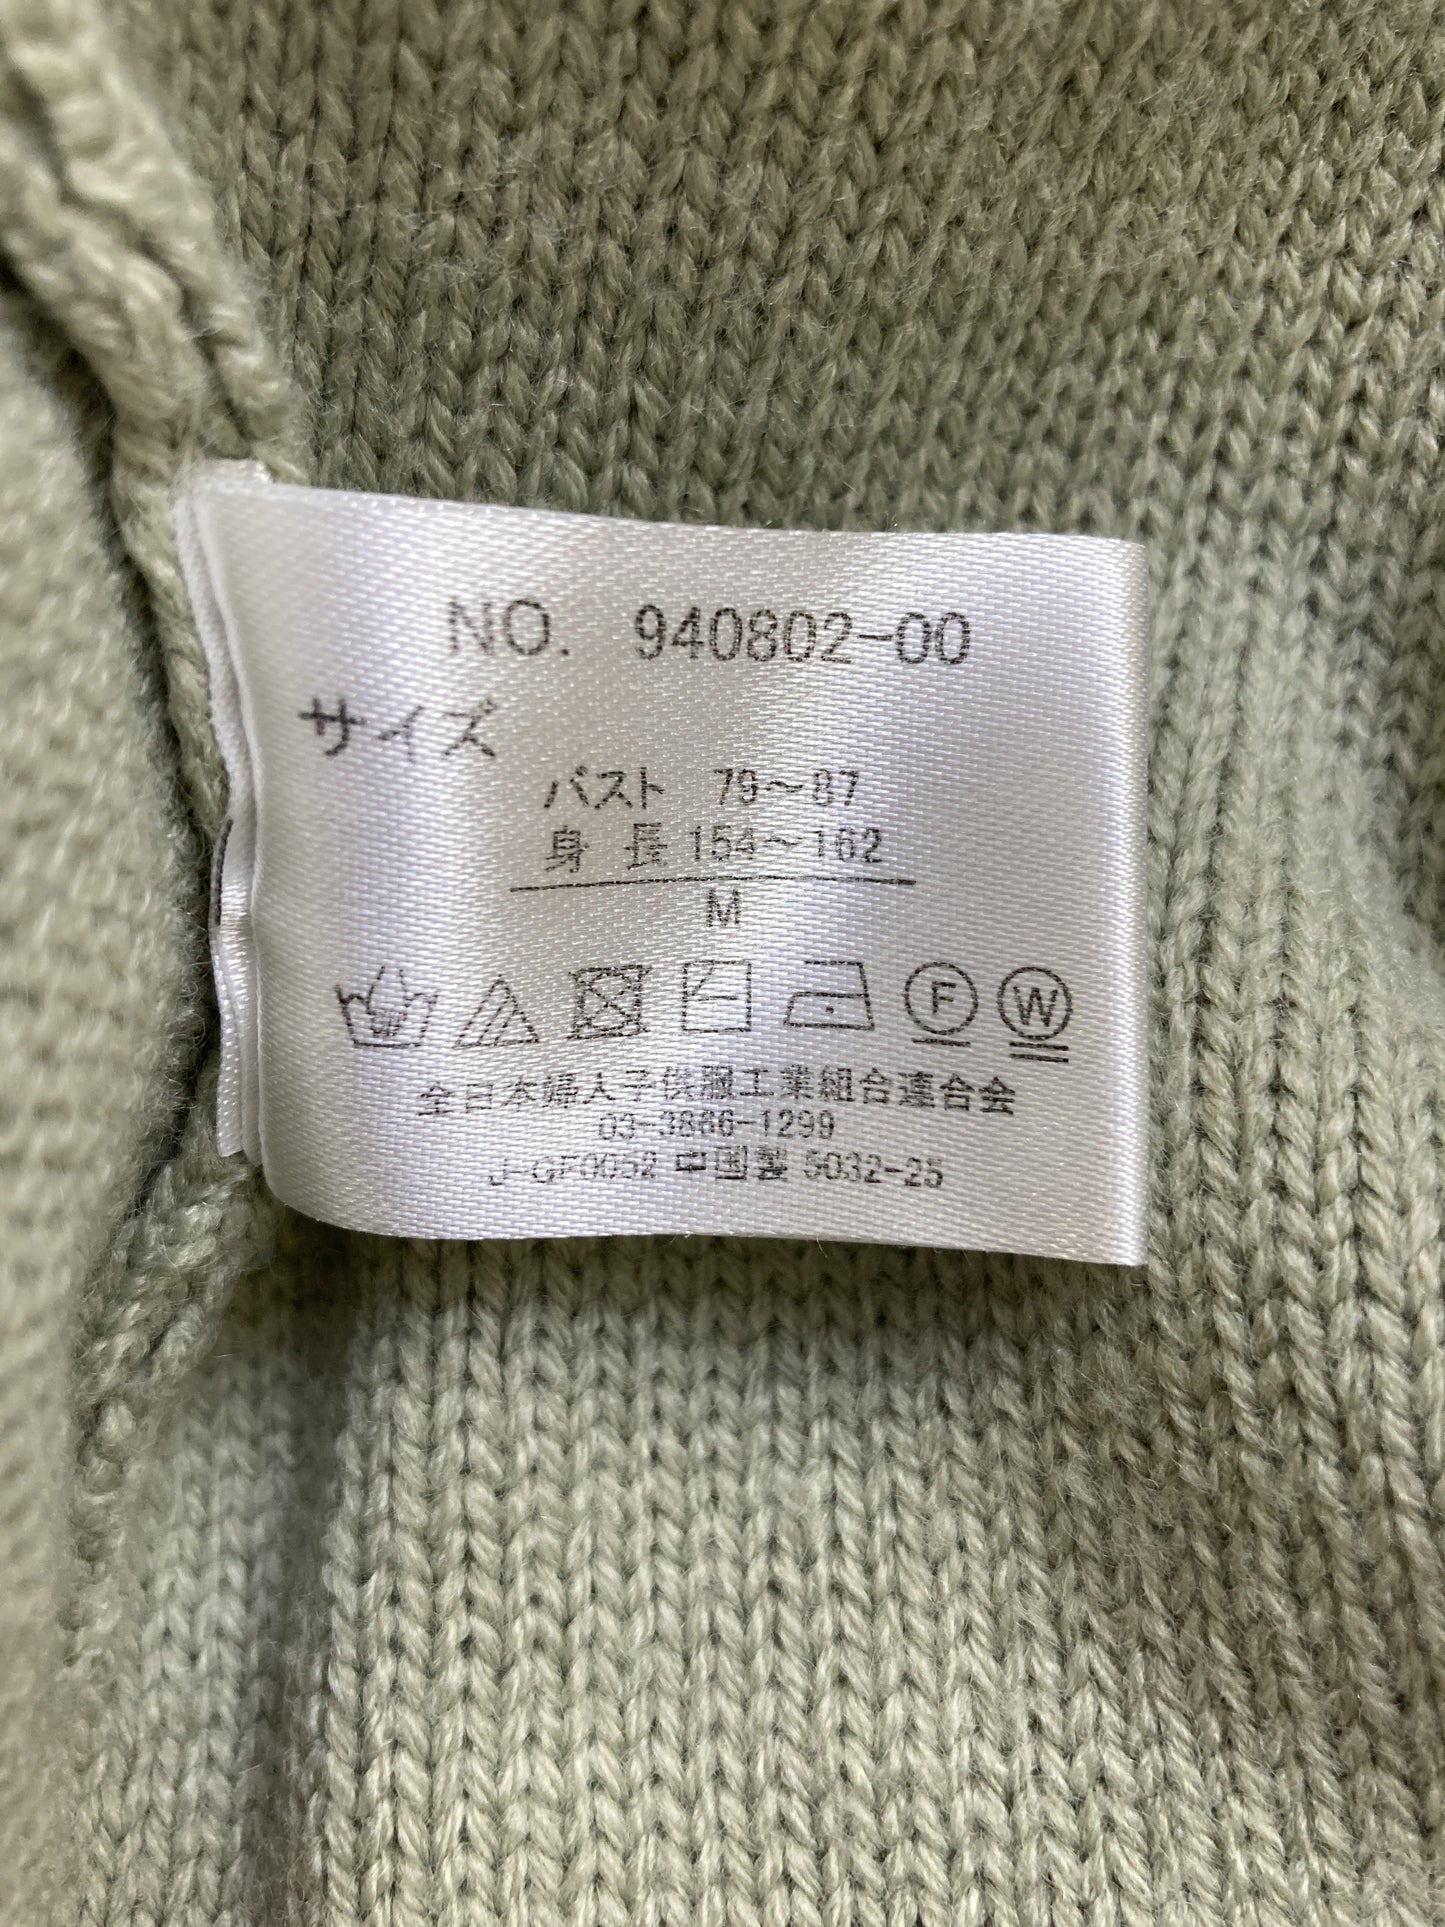 NO. 940802-00
サイズ
バスト 79～87
身 長 154～162
M
F W
全日本婦人子供服工業組合連合会
03-3866-1299
J-GF0052 中国製 5032-25